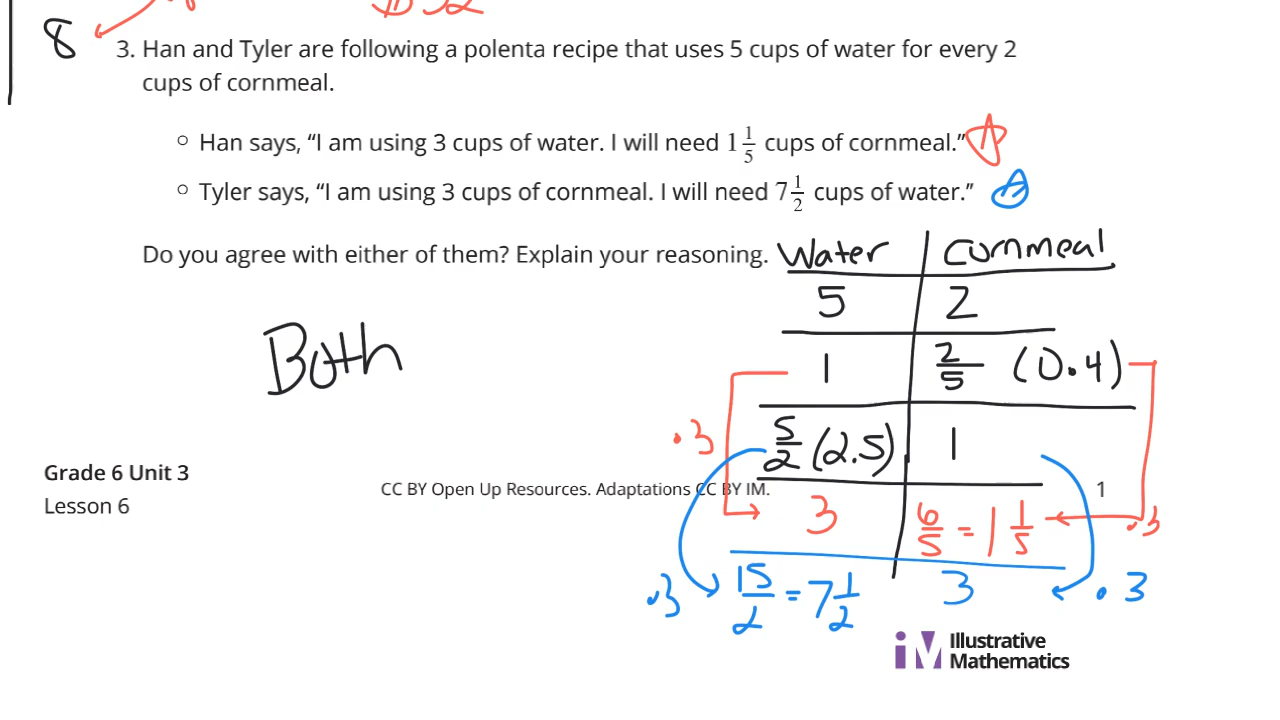 8
3. Han and Tyler are following a polenta recipe that uses 5 cups of water for every 2
cups of cornmeal.
○ Han says, “I am using 3 cups of water. I will need 1 1/5 cups of cornmeal.” A
○ Tyler says, “I am using 3 cups of cornmeal. I will need 7 1/2 cups of water.” A
Do you agree with either of them? Explain your reasoning.
Water Cornmeal
5 2
Both
1 2/5 (0.4)
·3 5/2 (2.5) 1
3 6/5 = 1 1/5 ·3
·3 15/2 = 7 1/2 3 ·3
Grade 6 Unit 3
Lesson 6
CC BY Open Up Resources. Adaptations CC BY IM.
1
Illustrative
Mathematics